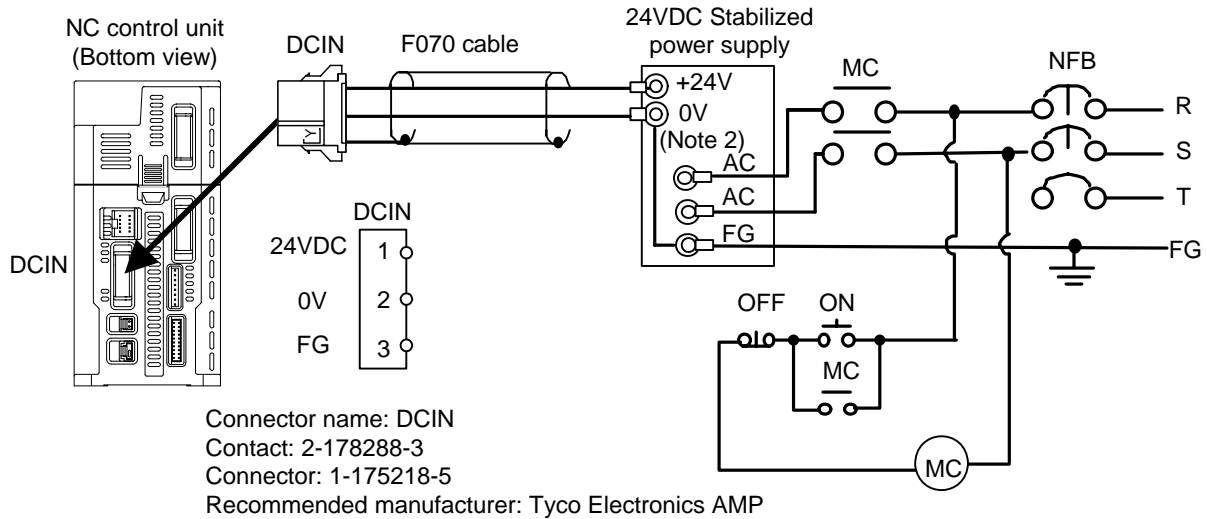 NC control unit
(Bottom view)
DCIN
F070 cable
24VDC Stabilized
power supply
+24V
0V
(Note 2)
AC
AC
FG
MC
NFB
R
S
T
FG
Y
DCIN
DCIN
24VDC
1
0V
2
FG
3
OFF
ON
MC
MC
Connector name: DCIN
Contact: 2-178288-3
Connector: 1-175218-5
Recommended manufacturer: Tyco Electronics AMP